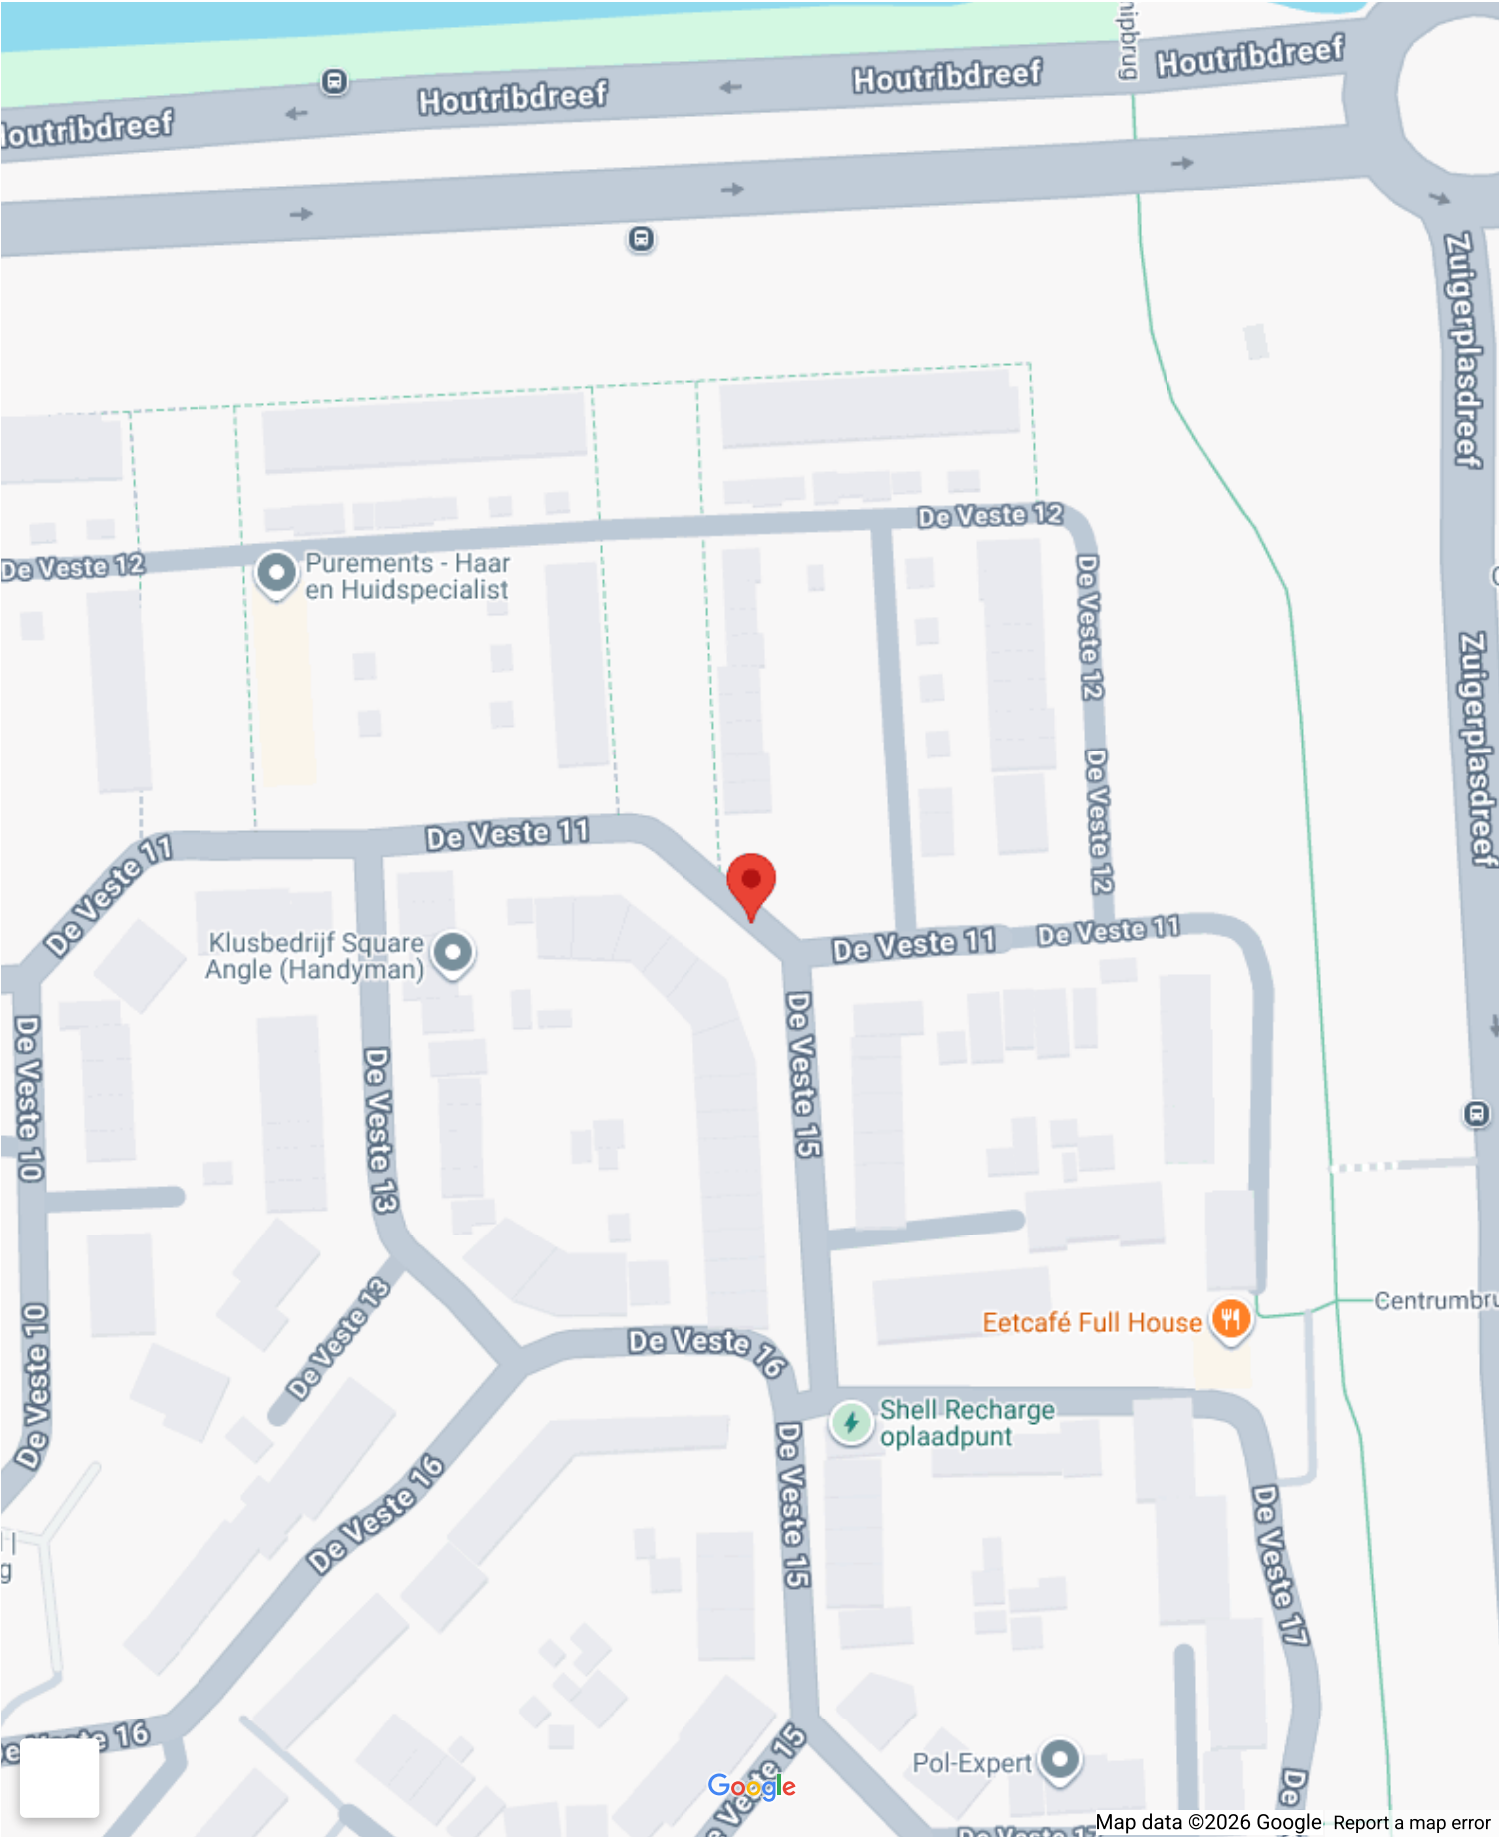 Houtribdreef
Houtribdreef
Houtribdreef
Zuigerplasdreef
De Veste 12
De Veste 12
Purements - Haar
en Huidspecialist
De Veste 12
Zuigerplasdreef
De Veste 12
De Veste 11
De Veste 11
De Veste 11
De Veste 11
Klusbedrijf Square
Angle (Handyman)
De Veste 10
De Veste 13
De Veste 15
De Veste 13
De Veste 10
Eetcafé Full House
De Veste 16
Shell Recharge
oplaadpunt
De Veste 16
De Veste 15
De Veste 17
De Veste 15
Pol-Expert
Google
Map data ©2026 Google
Report a map error